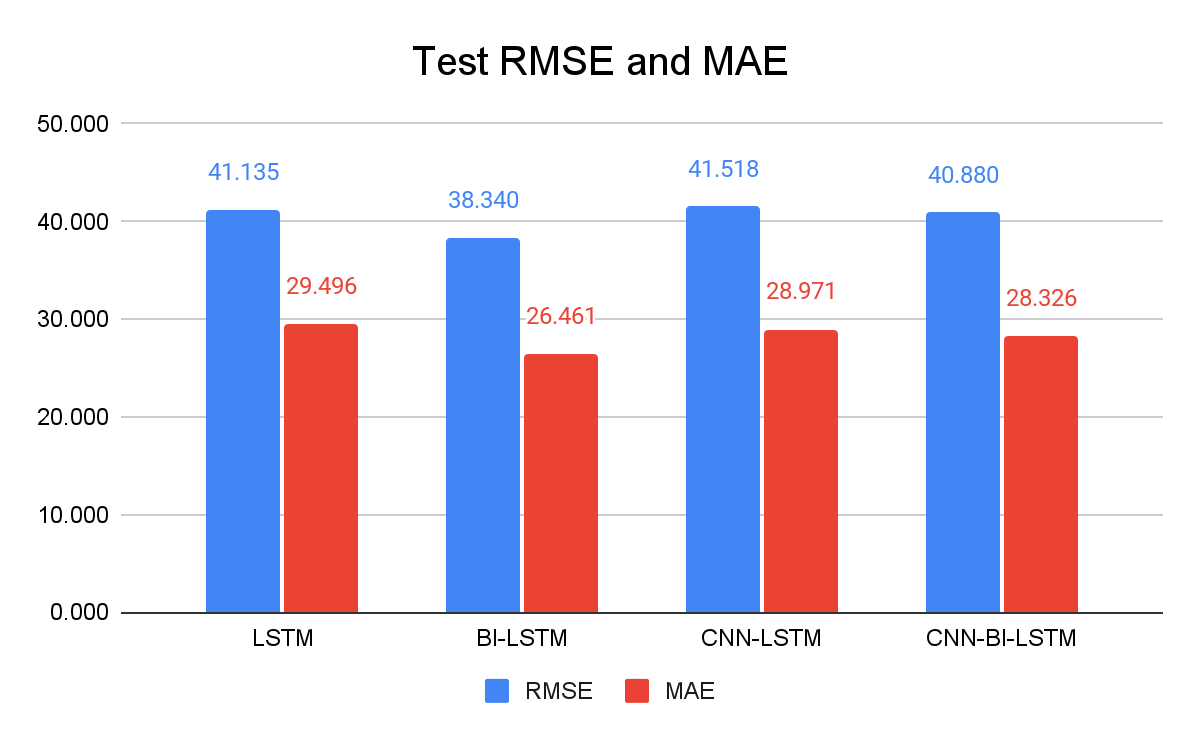 Test RMSE and MAE
50.000
40.000
30.000
20.000
10.000
0.000
41.135
29.496
38.340
26.461
41.518
28.971
40.880
28.326
LSTM
BI-LSTM
CNN-LSTM
CNN-BI-LSTM
RMSE
MAE